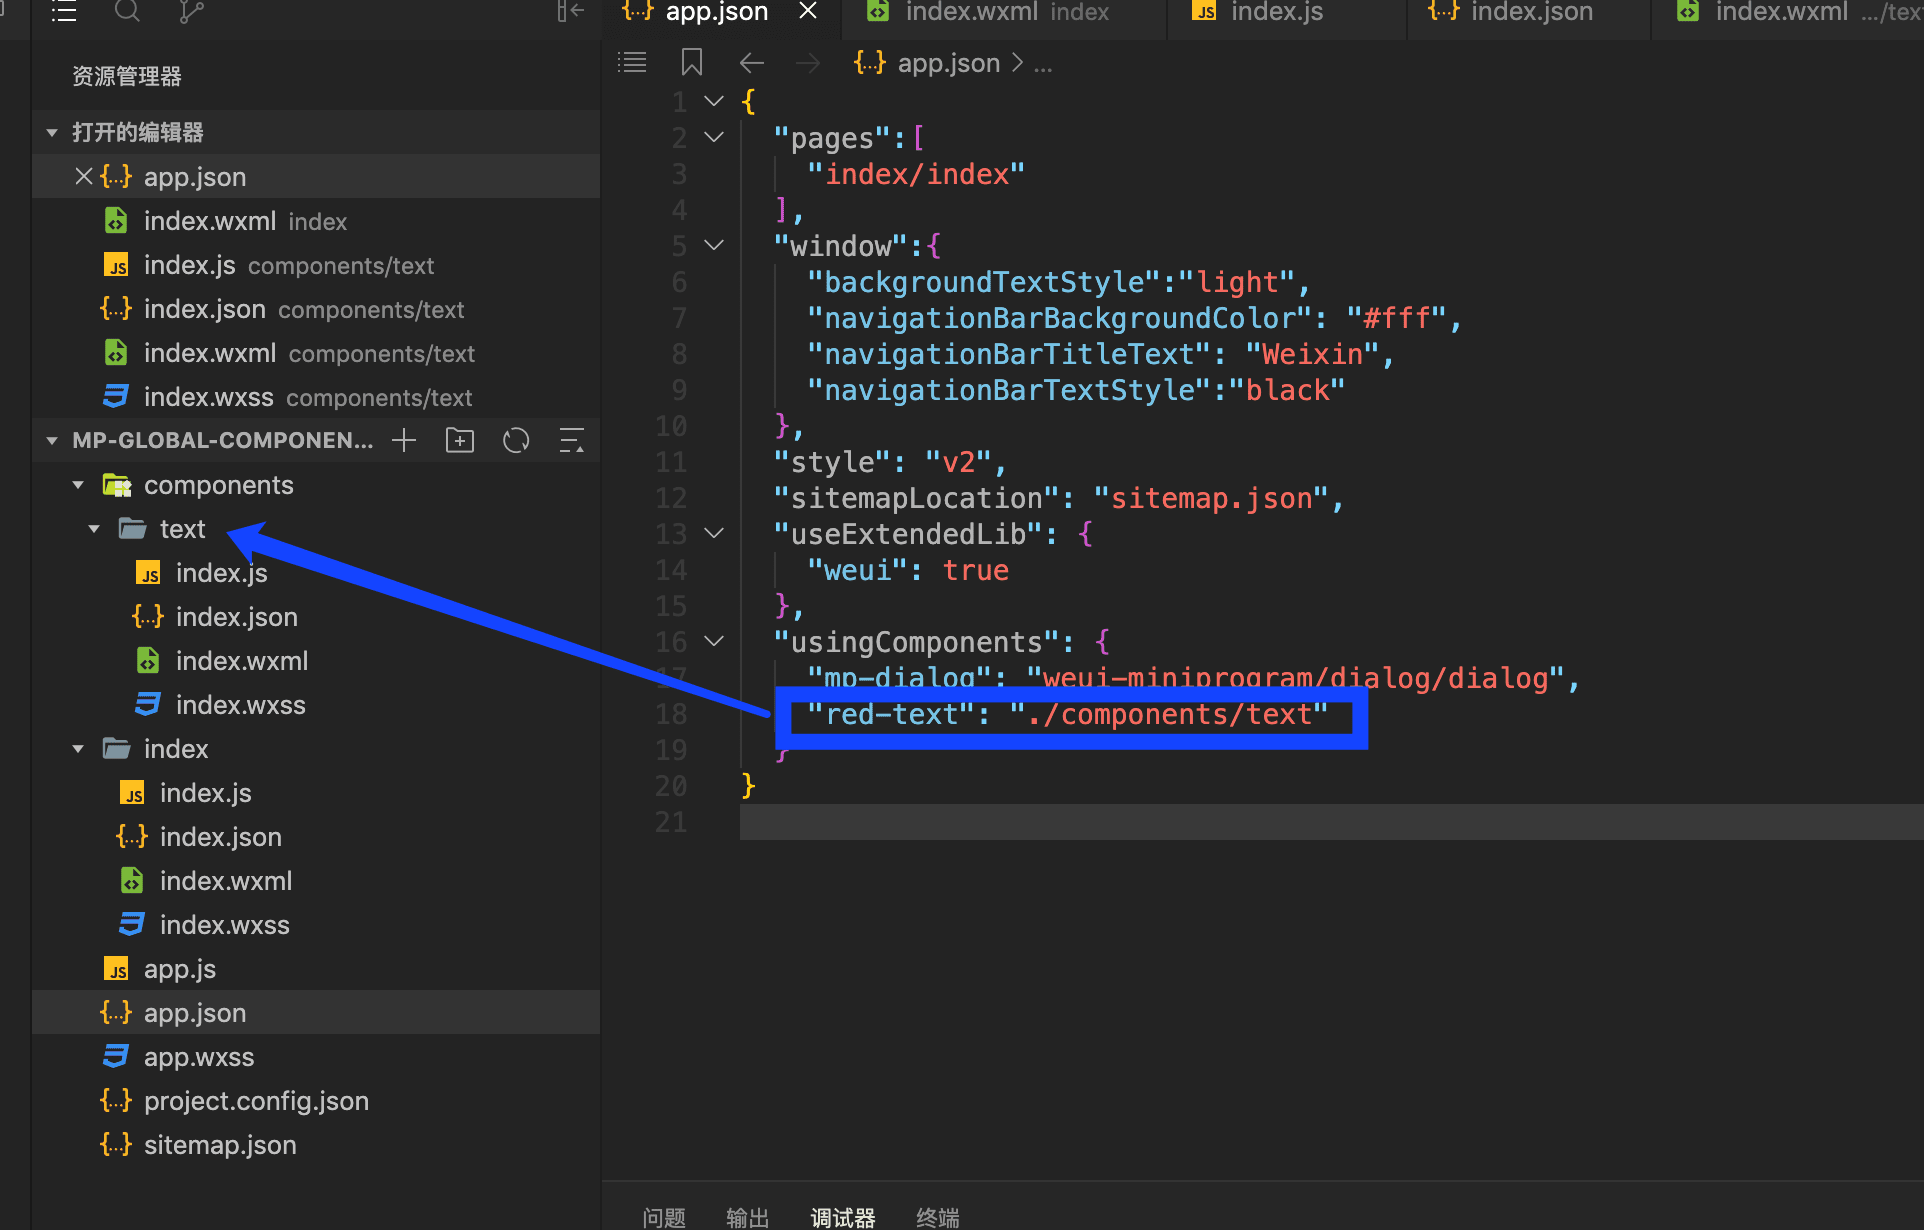 app.json
index.wxml index
index.js
index.json
index.wxml .../tex
资源管理器
打开的编辑器
app.json
index.wxml index
index.js components/text
index.json components/text
index.wxml components/text
index.wxss components/text
MP-GLOBAL-COMPONEN...
components
text
index.js
index.json
index.wxml
index.wxss
index
index.js
index.json
index.wxml
index.wxss
app.js
app.json
app.wxss
project.config.json
sitemap.json
app.json > ...
1 {
2 "pages":[
3 "index/index"
4 ],
5 "window":{
6 "backgroundTextStyle":"light",
7 "navigationBarBackgroundColor": "#fff",
8 "navigationBarTitleText": "Weixin",
9 "navigationBarTextStyle":"black"
10 },
11 "style": "v2",
12 "sitemapLocation": "sitemap.json",
13 "useExtendedLib": {
14 "weui": true
15 },
16 "usingComponents": {
17 "mp-dialog": "weui-miniprogram/dialog/dialog",
18 "red-text": "./components/text"
19 }
20 }
21
问题 输出 调试器 终端